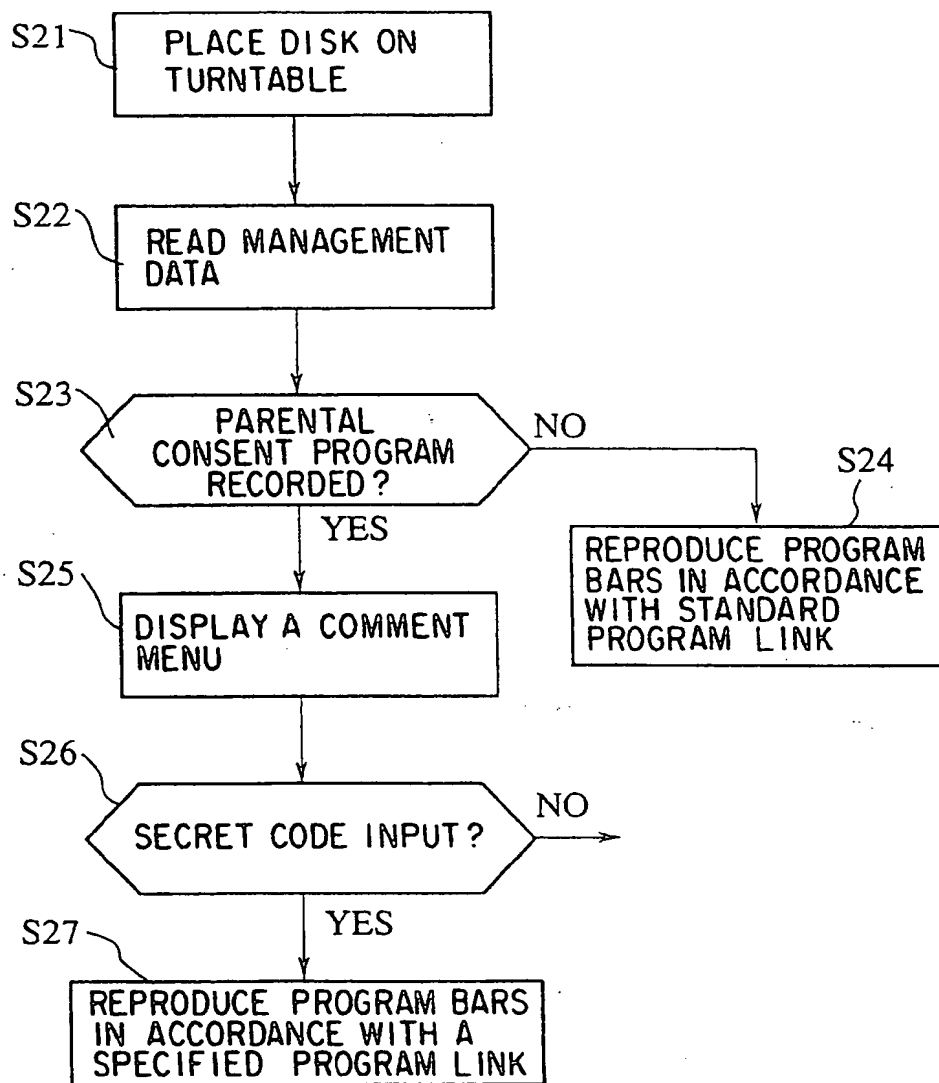 S21
PLACE DISK ON
TURNTABLE
S22
READ MANAGEMENT
DATA
S23
PARENTAL
CONSENT PROGRAM
RECORDED?
NO
YES
S24
REPRODUCE PROGRAM
BARS IN ACCORDANCE
WITH STANDARD
PROGRAM LINK
S25
DISPLAY A COMMENT
MENU
S26
SECRET CODE INPUT?
NO
YES
S27
REPRODUCE PROGRAM BARS
IN ACCORDANCE WITH A
SPECIFIED PROGRAM LINK